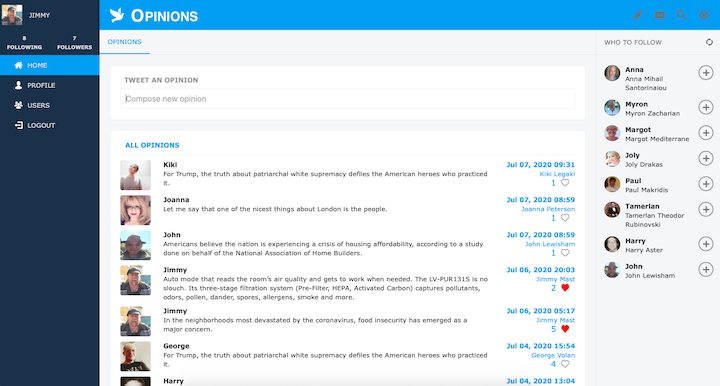 JIMMY
8
FOLLOWING
7
FOLLOWERS
HOME
PROFILE
USERS
LOGOUT
OPINIONS
OPINIONS
TWEET AN OPINION
Compose new opinion
ALL OPINIONS
Kiki
For Trump, the truth about patriarchal white supremacy defiles the American heroes who practiced
it.
Jul 07, 2020 09:31
Kiki Legaki
1
Joanna
Let me say that one of the nicest things about London is the people.
Jul 07, 2020 08:59
Joanna Peterson
1
John
Americans believe the nation is experiencing a crisis of housing affordability, according to a study
done on behalf of the National Association of Home Builders.
Jul 07, 2020 08:59
John Lewisham
1
Jimmy
Auto mode that reads the room's air quality and gets to work when needed. The LV-PUR131S is no
slouch. Its three-stage filtration system (Pre-Filter, HEPA, Activated Carbon) captures pollutants,
odors, pollen, dander, spores, allergens, smoke and more.
Jul 06, 2020 20:03
Jimmy Mast
2
Jimmy
In the neighborhoods most devastated by the coronavirus, food insecurity has emerged as a
major concern.
Jul 06, 2020 05:17
Jimmy Mast
5
George
For Trump, the truth about patriarchal white supremacy defiles the American heroes who practiced
it.
Jul 04, 2020 15:54
George Volan
4
Harry
Jul 04, 2020 13:04
WHO TO FOLLOW
Anna
Anna Mihail
Santorinaiou
Myron
Myron Zacharian
Margot
Margot Mediterrane
Joly
Joly Drakas
Paul
Paul Makridis
Tamerlan
Tamerlan Theodor
Rubinovski
Harry
Harry Aster
John
John Lewisham